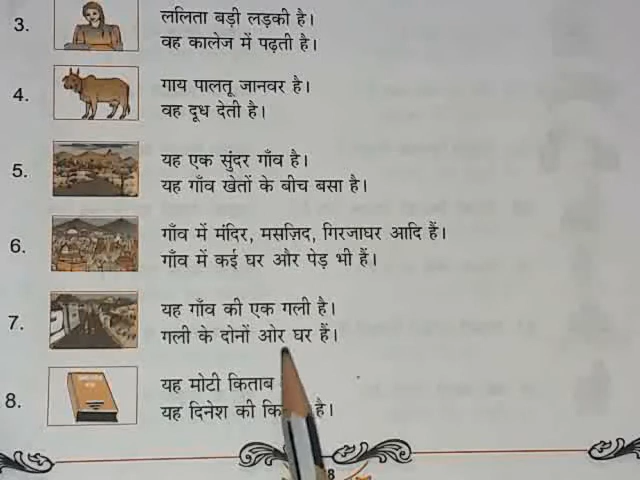 3. ललिता बड़ी लड़की है।
वह कालेज में पढ़ती है।
4. गाय पालतू जानवर है।
वह दूध देती है।
5. यह एक सुंदर गाँव है।
यह गाँव खेतों के बीच बसा है।
6. गाँव में मंदिर, मसज़िद, गिरजाघर आदि हैं।
गाँव में कई घर और पेड़ भी हैं।
7. यह गाँव की एक गली है।
गली के दोनों ओर घर हैं।
8. यह मोटी किताब
यह दिनेश की है।